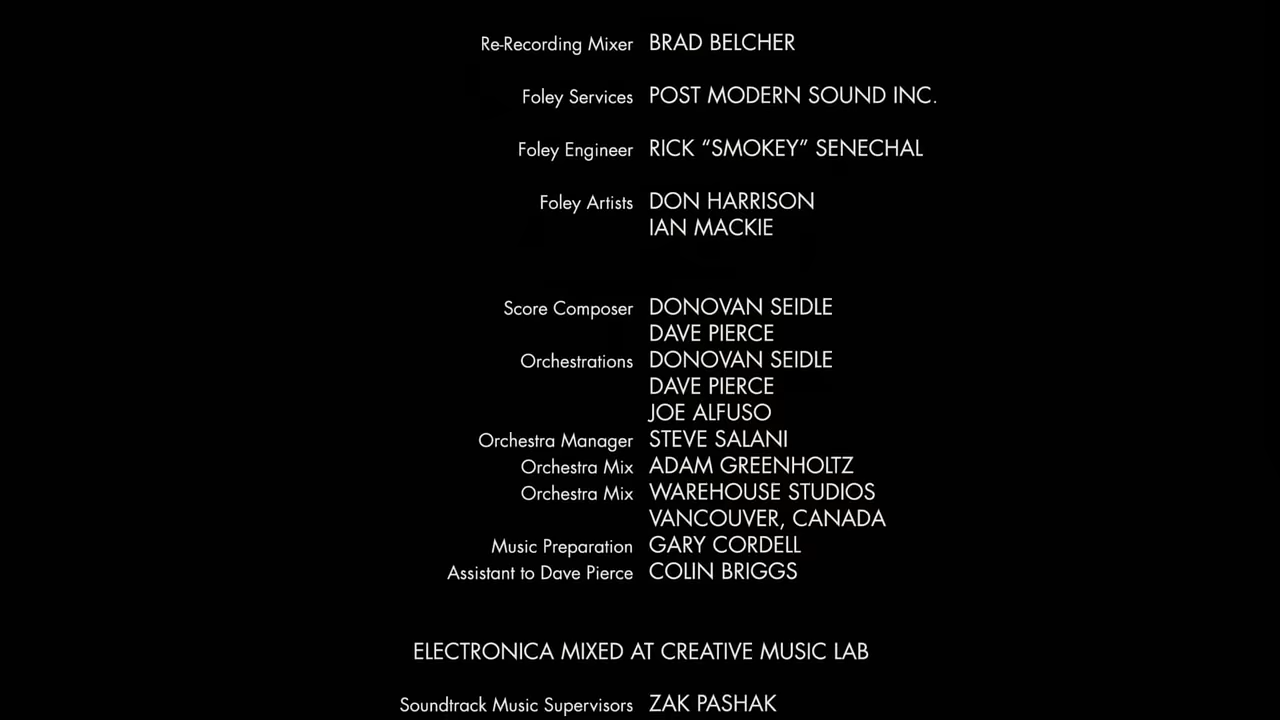 Re-Recording Mixer BRAD BELCHER
Foley Services POST MODERN SOUND INC.
Foley Engineer RICK “SMOKEY” SENECHAL
Foley Artists DON HARRISON
IAN MACKIE
Score Composer DONOVAN SEIDLE
DAVE PIERCE
Orchestrations DONOVAN SEIDLE
DAVE PIERCE
JOE ALFUSO
Orchestra Manager STEVE SALANI
Orchestra Mix ADAM GREENHOLTZ
Orchestra Mix WAREHOUSE STUDIOS
VANCOUVER, CANADA
Music Preparation GARY CORDELL
Assistant to Dave Pierce COLIN BRIGGS
ELECTRONICA MIXED AT CREATIVE MUSIC LAB
Soundtrack Music Supervisors ZAK PASHAK